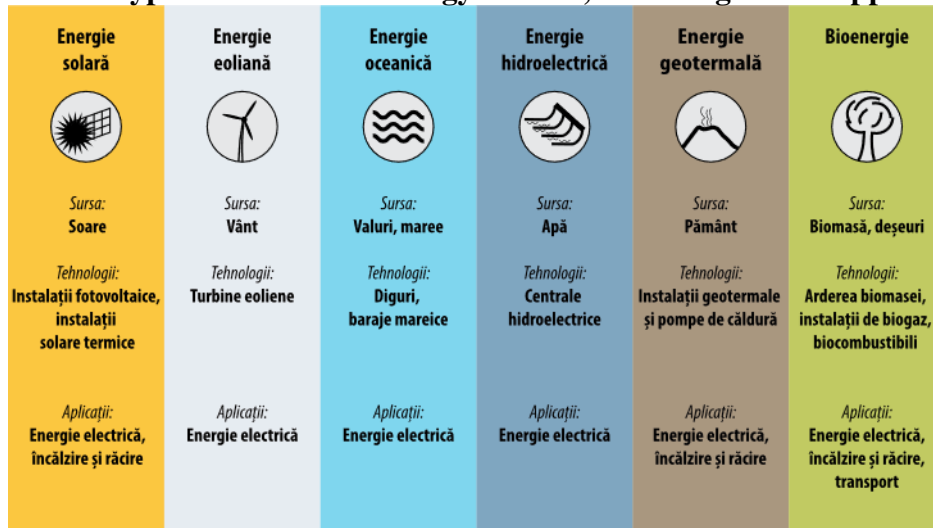 Energie
solară
Sursa:
Soare
Tehnologii:
Instalații fotovoltaice,
instalații
solare termice
Aplicații:
Energie electrică,
încălzire și răcire
Energie
eoliană
Sursa:
Vânt
Tehnologii:
Turbine eoliene
Aplicații:
Energie electrică
Energie
oceanică
Sursa:
Valuri, maree
Tehnologii:
Diguri,
baraje mareice
Aplicații:
Energie electrică
Energie
hidroelectrică
Sursa:
Apă
Tehnologii:
Centrale
hidroelectrice
Aplicații:
Energie electrică
Energie
geotermală
Sursa:
Pământ
Tehnologii:
Instalații geotermale
și pompe de căldură
Aplicații:
Energie electrică,
încălzire și răcire
Bioenergie
Sursa:
Biomasă, deșeuri
Tehnologii:
Arderea biomasei,
instalații de biogaz,
biocombustibili
Aplicații:
Energie electrică,
încălzire și răcire,
transport